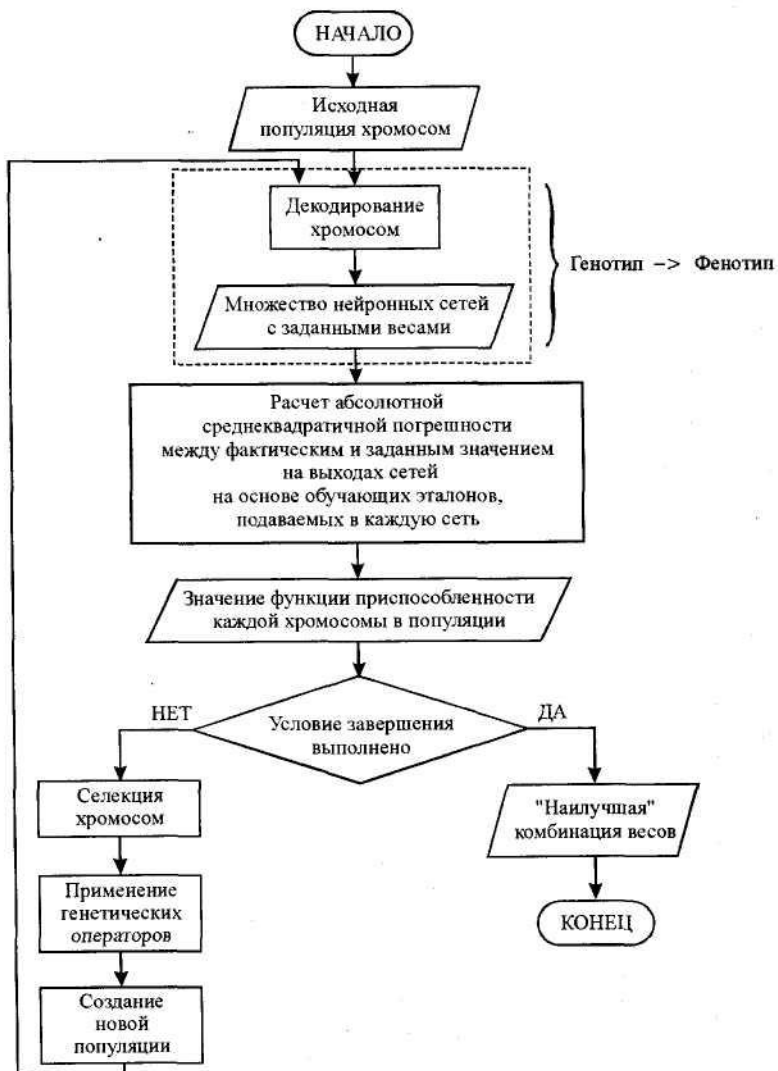 НАЧАЛО
Исходная
популяция хромосом
Декодирование
хромосом
Генотип -> Фенотип
Множество нейронных сетей
с заданными весами
Расчет абсолютной
среднеквадратичной погрешности
между фактическим и заданным значением
на выходах сетей
на основе обучающих эталонов,
подаваемых в каждую сеть
Значение функции приспособленности
каждой хромосомы в популяции
НЕТ
Условие завершения
выполнено
ДА
Селекция
хромосом
"Наилучшая"
комбинация весов
Применение
генетических
операторов
КОНЕЦ
Создание
новой
популяции